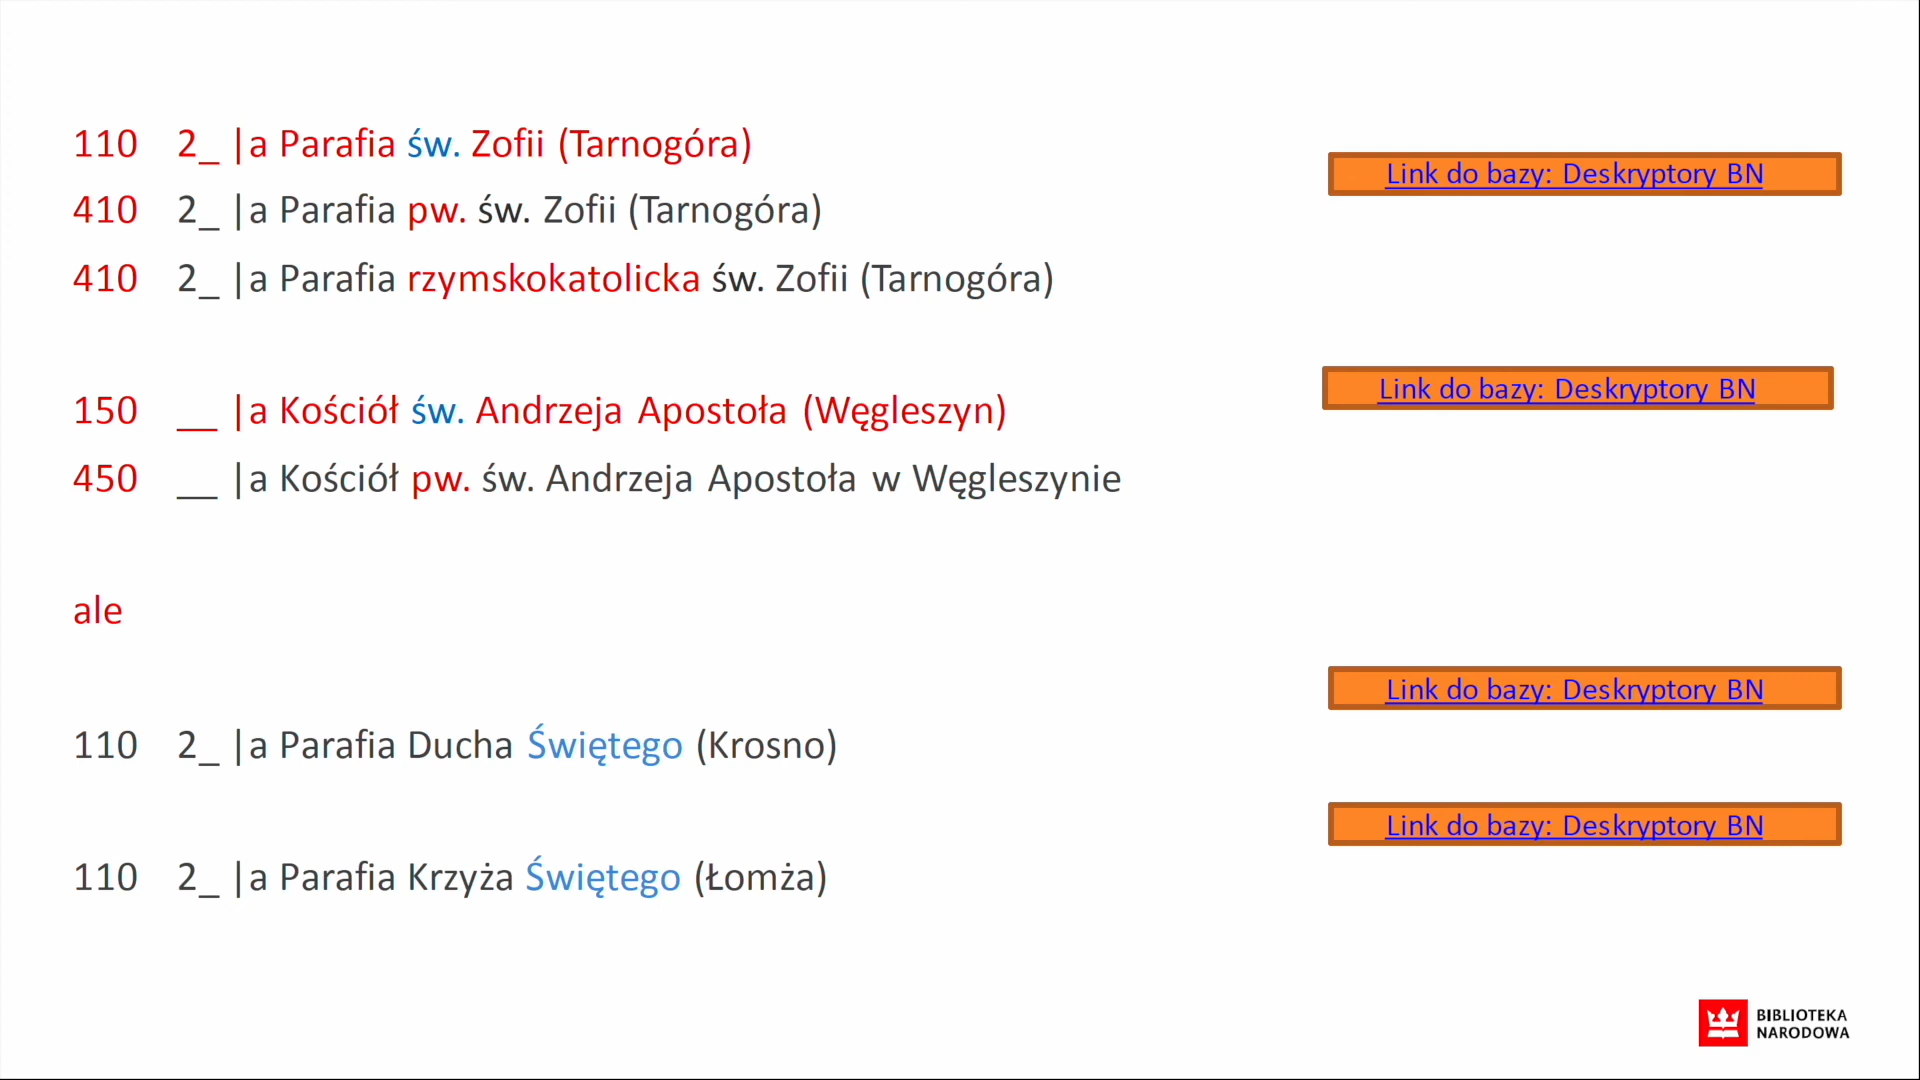 110 2_ |a Parafia św. Zofii (Tarnogóra)
Link do bazy: Deskryptory BN
410 2_ |a Parafia pw. św. Zofii (Tarnogóra)
410 2_ |a Parafia rzymskokatolicka św. Zofii (Tarnogóra)
Link do bazy: Deskryptory BN
150 __ |a Kościół św. Andrzeja Apostoła (Węgleszyn)
450 __ |a Kościół pw. św. Andrzeja Apostoła w Węgleszynie
ale
Link do bazy: Deskryptory BN
110 2_ |a Parafia Ducha Świętego (Krosno)
Link do bazy: Deskryptory BN
110 2_ |a Parafia Krzyża Świętego (Łomża)
BIBLIOTEKA
NARODOWA